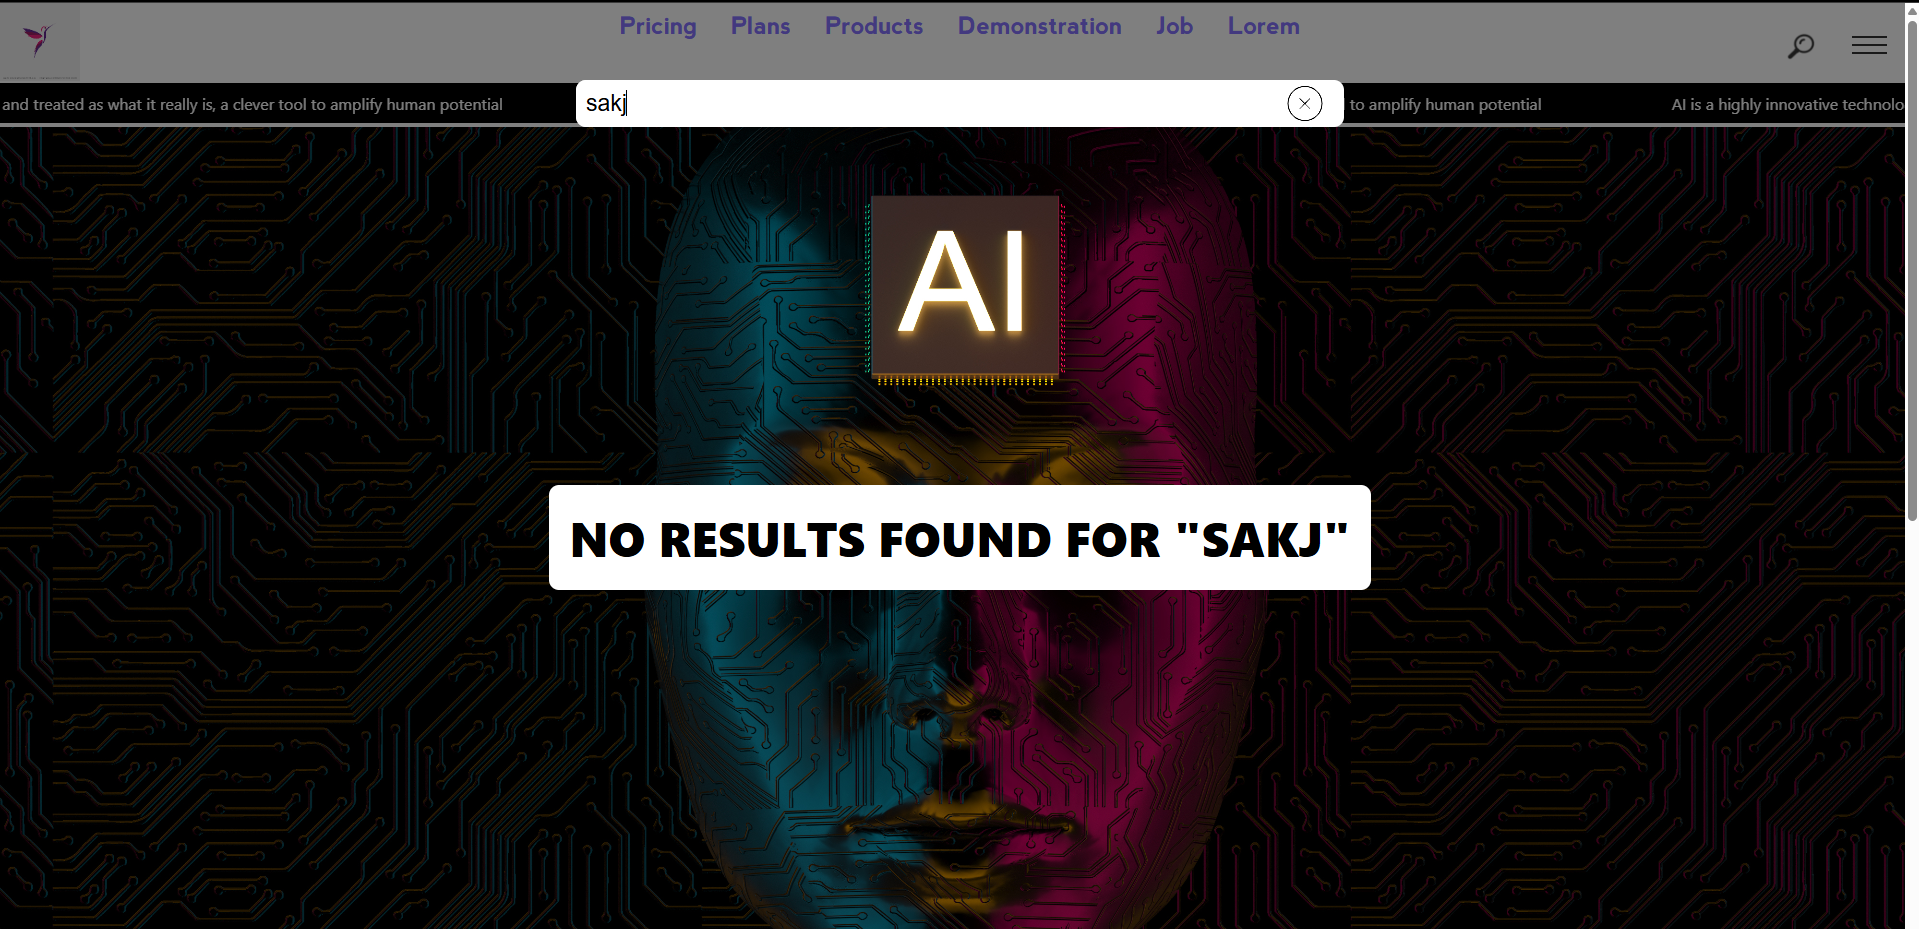 Pricing Plans Products Demonstration Job Lorem
and treated as what it really is, a clever tool to amplify human potential
sakj
to amplify human potential
AI is a highly innovative technolo
AI
NO RESULTS FOUND FOR "SAKJ"